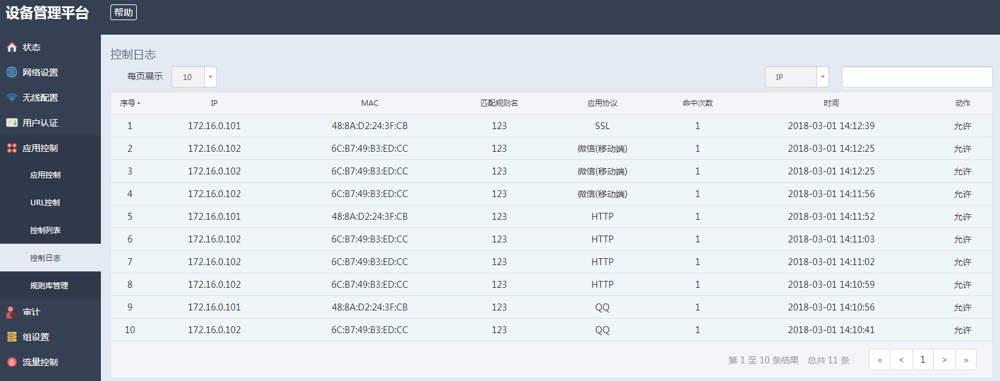 设备管理平台 帮助
状态
网络设置
无线配置
用户认证
应用控制
应用控制
URL控制
控制列表
控制日志
规则库管理
审计
组设置
流量控制
控制日志
每页展示 10 IP
序号 IP MAC 匹配规则名 应用协议 命中次数 时间 动作
1 172.16.0.101 48:8A:D2:24:3F:CB 123 SSL 1 2018-03-01 14:12:39 允许
2 172.16.0.102 6C:B7:49:B3:ED:CC 123 微信(移动端) 1 2018-03-01 14:12:25 允许
3 172.16.0.102 6C:B7:49:B3:ED:CC 123 微信(移动端) 1 2018-03-01 14:12:25 允许
4 172.16.0.102 6C:B7:49:B3:ED:CC 123 微信(移动端) 1 2018-03-01 14:11:56 允许
5 172.16.0.101 48:8A:D2:24:3F:CB 123 HTTP 1 2018-03-01 14:11:52 允许
6 172.16.0.102 6C:B7:49:B3:ED:CC 123 HTTP 1 2018-03-01 14:11:03 允许
7 172.16.0.102 6C:B7:49:B3:ED:CC 123 HTTP 1 2018-03-01 14:11:02 允许
8 172.16.0.102 6C:B7:49:B3:ED:CC 123 HTTP 1 2018-03-01 14:10:59 允许
9 172.16.0.101 48:8A:D2:24:3F:CB 123 QQ 1 2018-03-01 14:10:56 允许
10 172.16.0.102 6C:B7:49:B3:ED:CC 123 QQ 1 2018-03-01 14:10:41 允许
第 1 至 10 条结果 总共 11 条 « < 1 > »